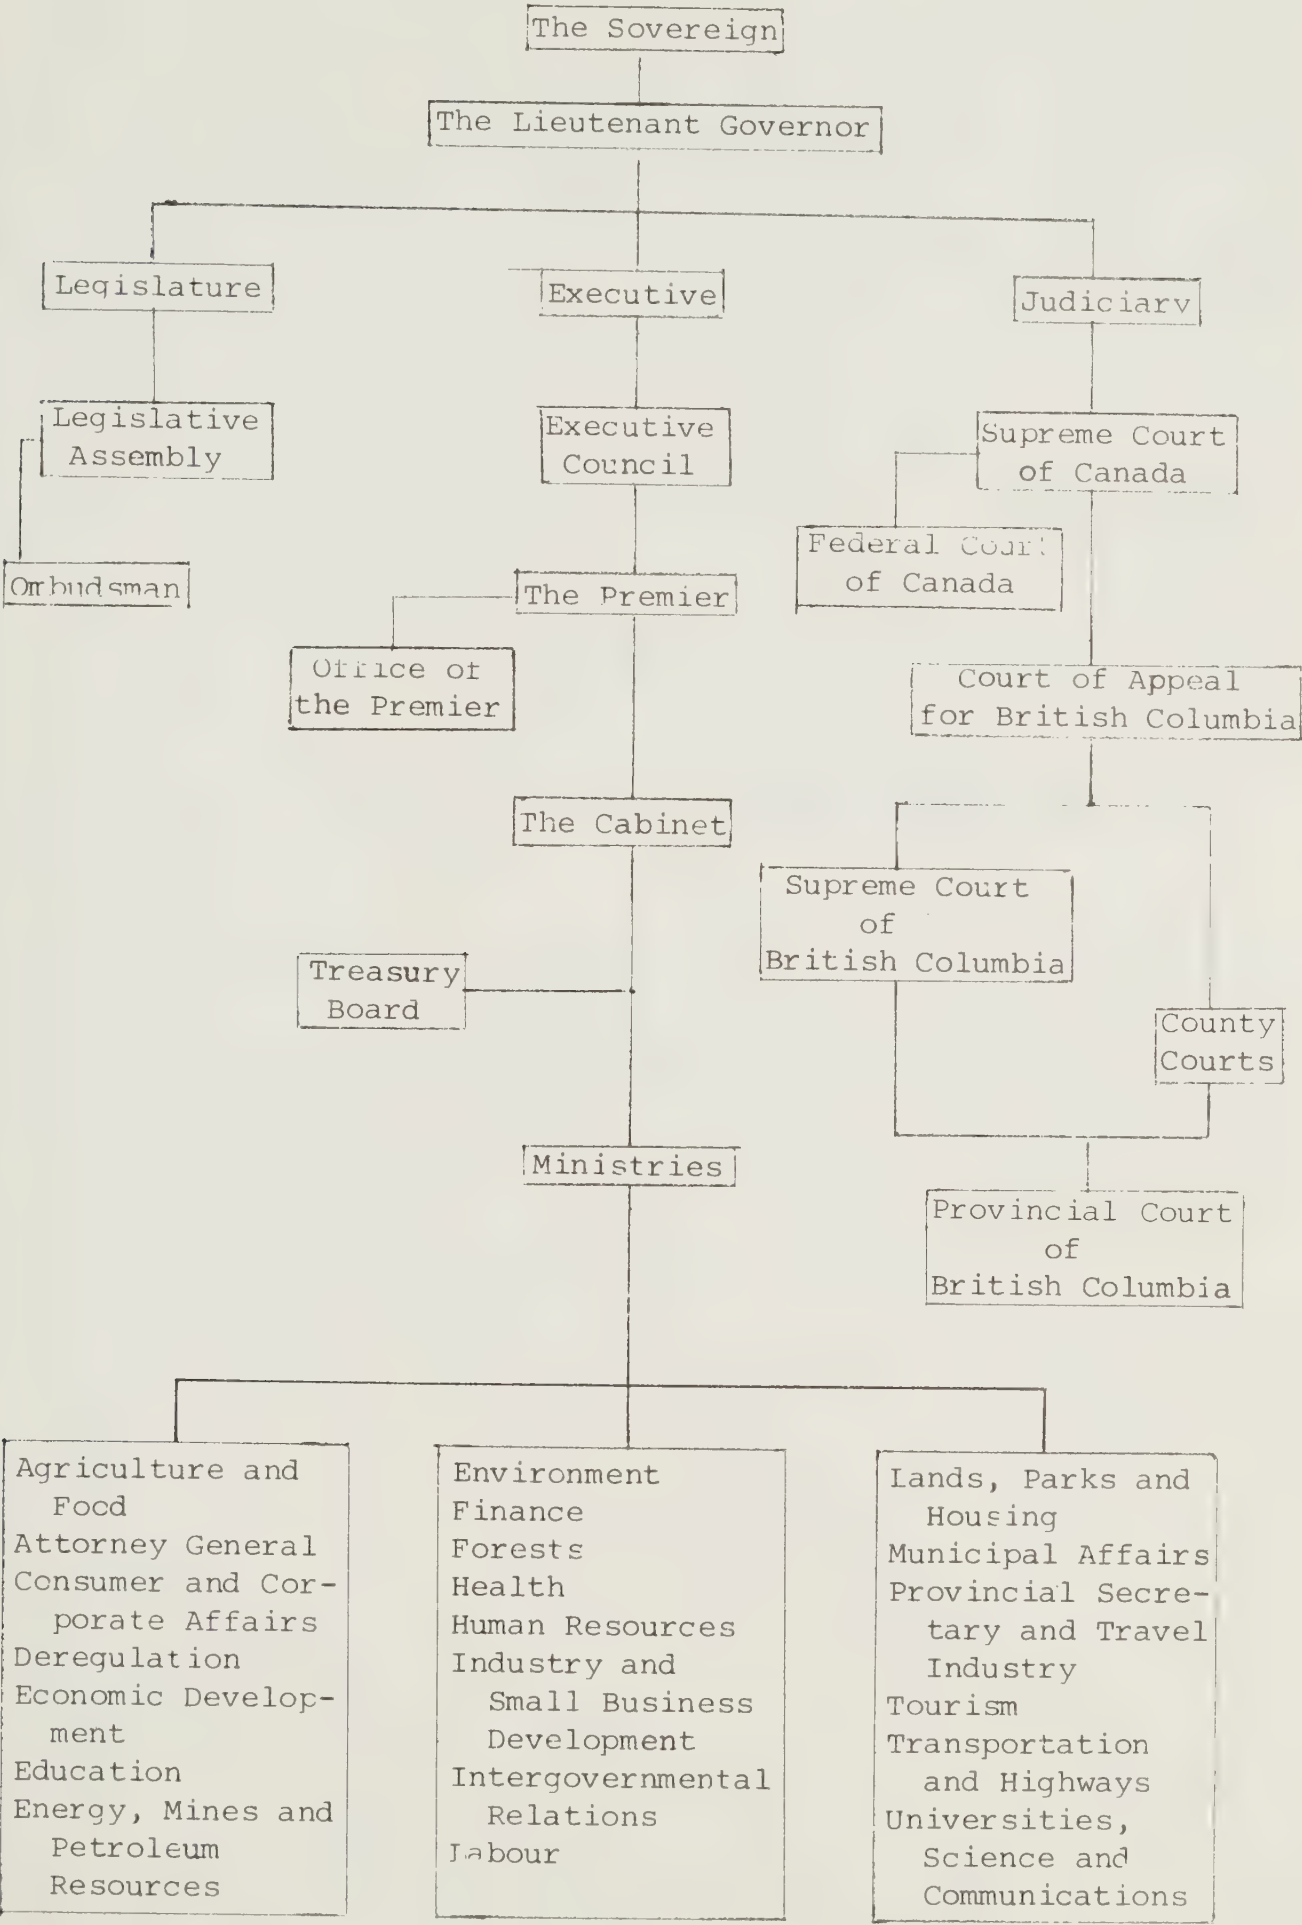 The Sovereign
The Lieutenant Governor
Legislature
Executive
Judiciary
Legislative
Assembly
Executive
Council
Supreme Court
of Canada
Ombudsman
The Premier
Federal Court
of Canada
Office of
the Premier
Court of Appeal
for British Columbia
The Cabinet
Supreme Court
of
British Columbia
Treasury
Board
County
Courts
Ministries
Provincial Court
of
British Columbia
Agriculture and
Food
Attorney General
Consumer and Cor-
porate Affairs
Deregulation
Economic Develop-
ment
Education
Energy, Mines and
Petroleum
Resources
Environment
Finance
Forests
Health
Human Resources
Industry and
Small Business
Development
Intergovernmental
Relations
Labour
Lands, Parks and
Housing
Municipal Affairs
Provincial Secre-
tary and Travel
Industry
Tourism
Transportation
and Highways
Universities,
Science and
Communications